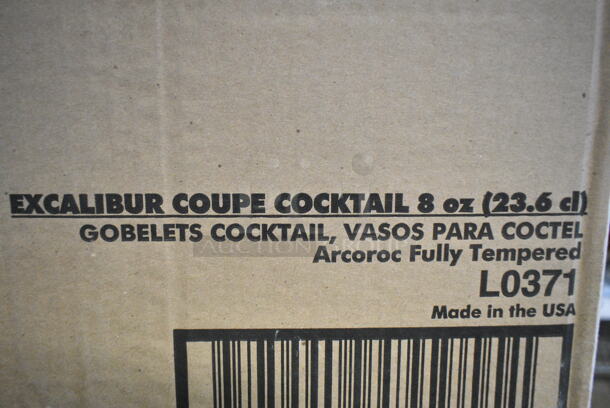 EXCALIBUR COUPE COCKTAIL 8 oz (23.6 cl)
GOBELETS COCKTAIL, VASOS PARA COCTEL
Arcoroc Fully Tempered
L0371
Made in the USA